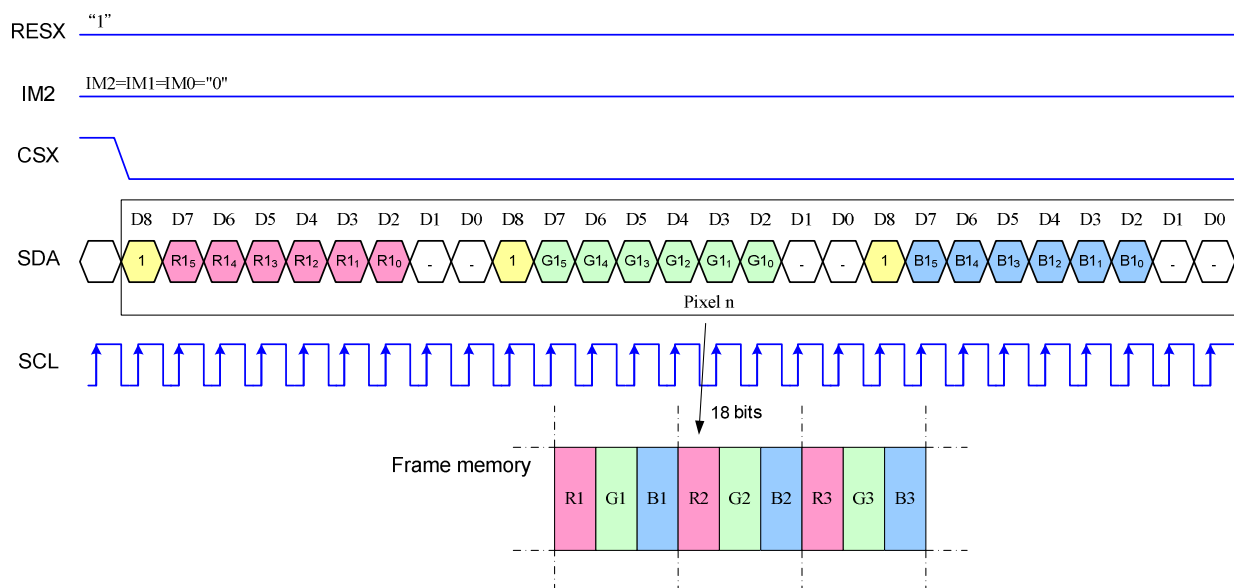 RESX "1"
IM2 IM2=IM1=IM0="0"
CSX
D8 D7 D6 D5 D4 D3 D2 D1 D0 D8 D7 D6 D5 D4 D3 D2 D1 D0 D8 D7 D6 D5 D4 D3 D2 D1 D0
SDA 1 R1₅ R1₄ R1₃ R1₂ R1₁ R1₀ - - 1 G1₅ G1₄ G1₃ G1₂ G1₁ G1₀ - - 1 B1₅ B1₄ B1₃ B1₂ B1₁ B1₀ - -
Pixel n
SCL
18 bits
Frame memory
R1 G1 B1 R2 G2 B2 R3 G3 B3